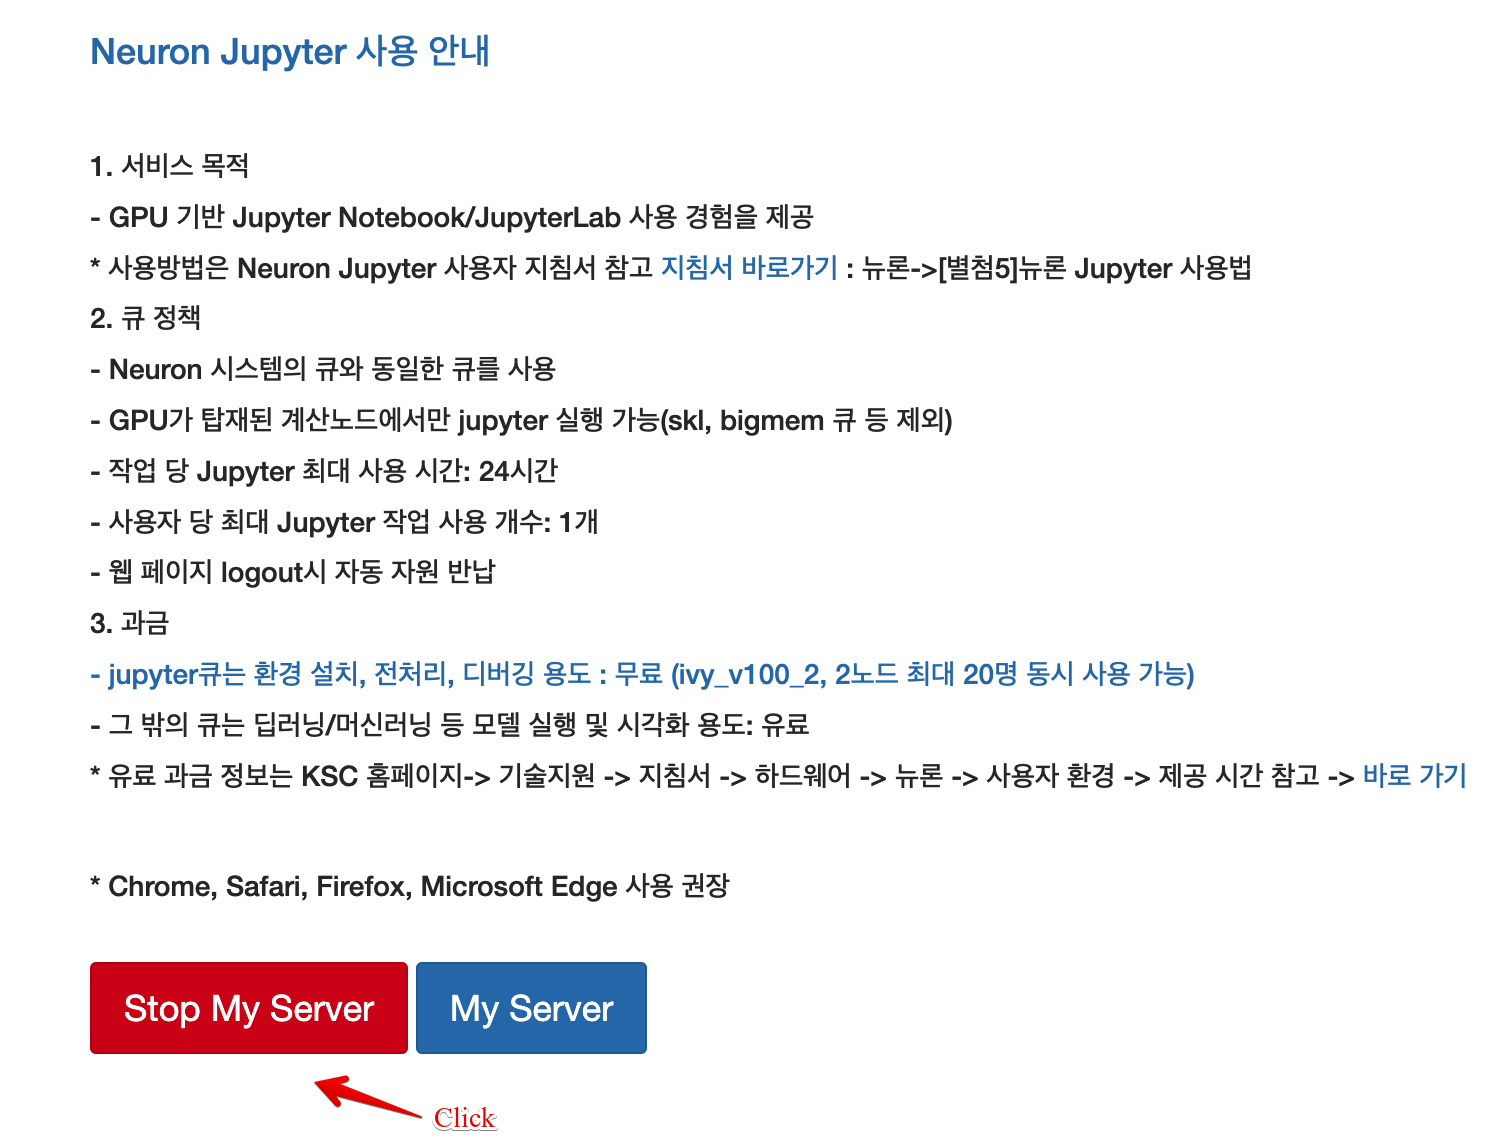 Neuron Jupyter 사용 안내
1. 서비스 목적
- GPU 기반 Jupyter Notebook/JupyterLab 사용 경험을 제공
* 사용방법은 Neuron Jupyter 사용자 지침서 참고 지침서 바로가기 : 뉴론->[별첨5]뉴론 Jupyter 사용법
2. 큐 정책
- Neuron 시스템의 큐와 동일한 큐를 사용
- GPU가 탑재된 계산노드에서만 jupyter 실행 가능(skl, bigmem 큐 등 제외)
- 작업 당 Jupyter 최대 사용 시간: 24시간
- 사용자 당 최대 Jupyter 작업 사용 개수: 1개
- 웹 페이지 logout시 자동 자원 반납
3. 과금
- jupyter큐는 환경 설치, 전처리, 디버깅 용도 : 무료 (ivy_v100_2, 2노드 최대 20명 동시 사용 가능)
- 그 밖의 큐는 딥러닝/머신러닝 등 모델 실행 및 시각화 용도: 유료
* 유료 과금 정보는 KSC 홈페이지-> 기술지원 -> 지침서 -> 하드웨어 -> 뉴론 -> 사용자 환경 -> 제공 시간 참고 -> 바로 가기
* Chrome, Safari, Firefox, Microsoft Edge 사용 권장
Stop My Server My Server
Click